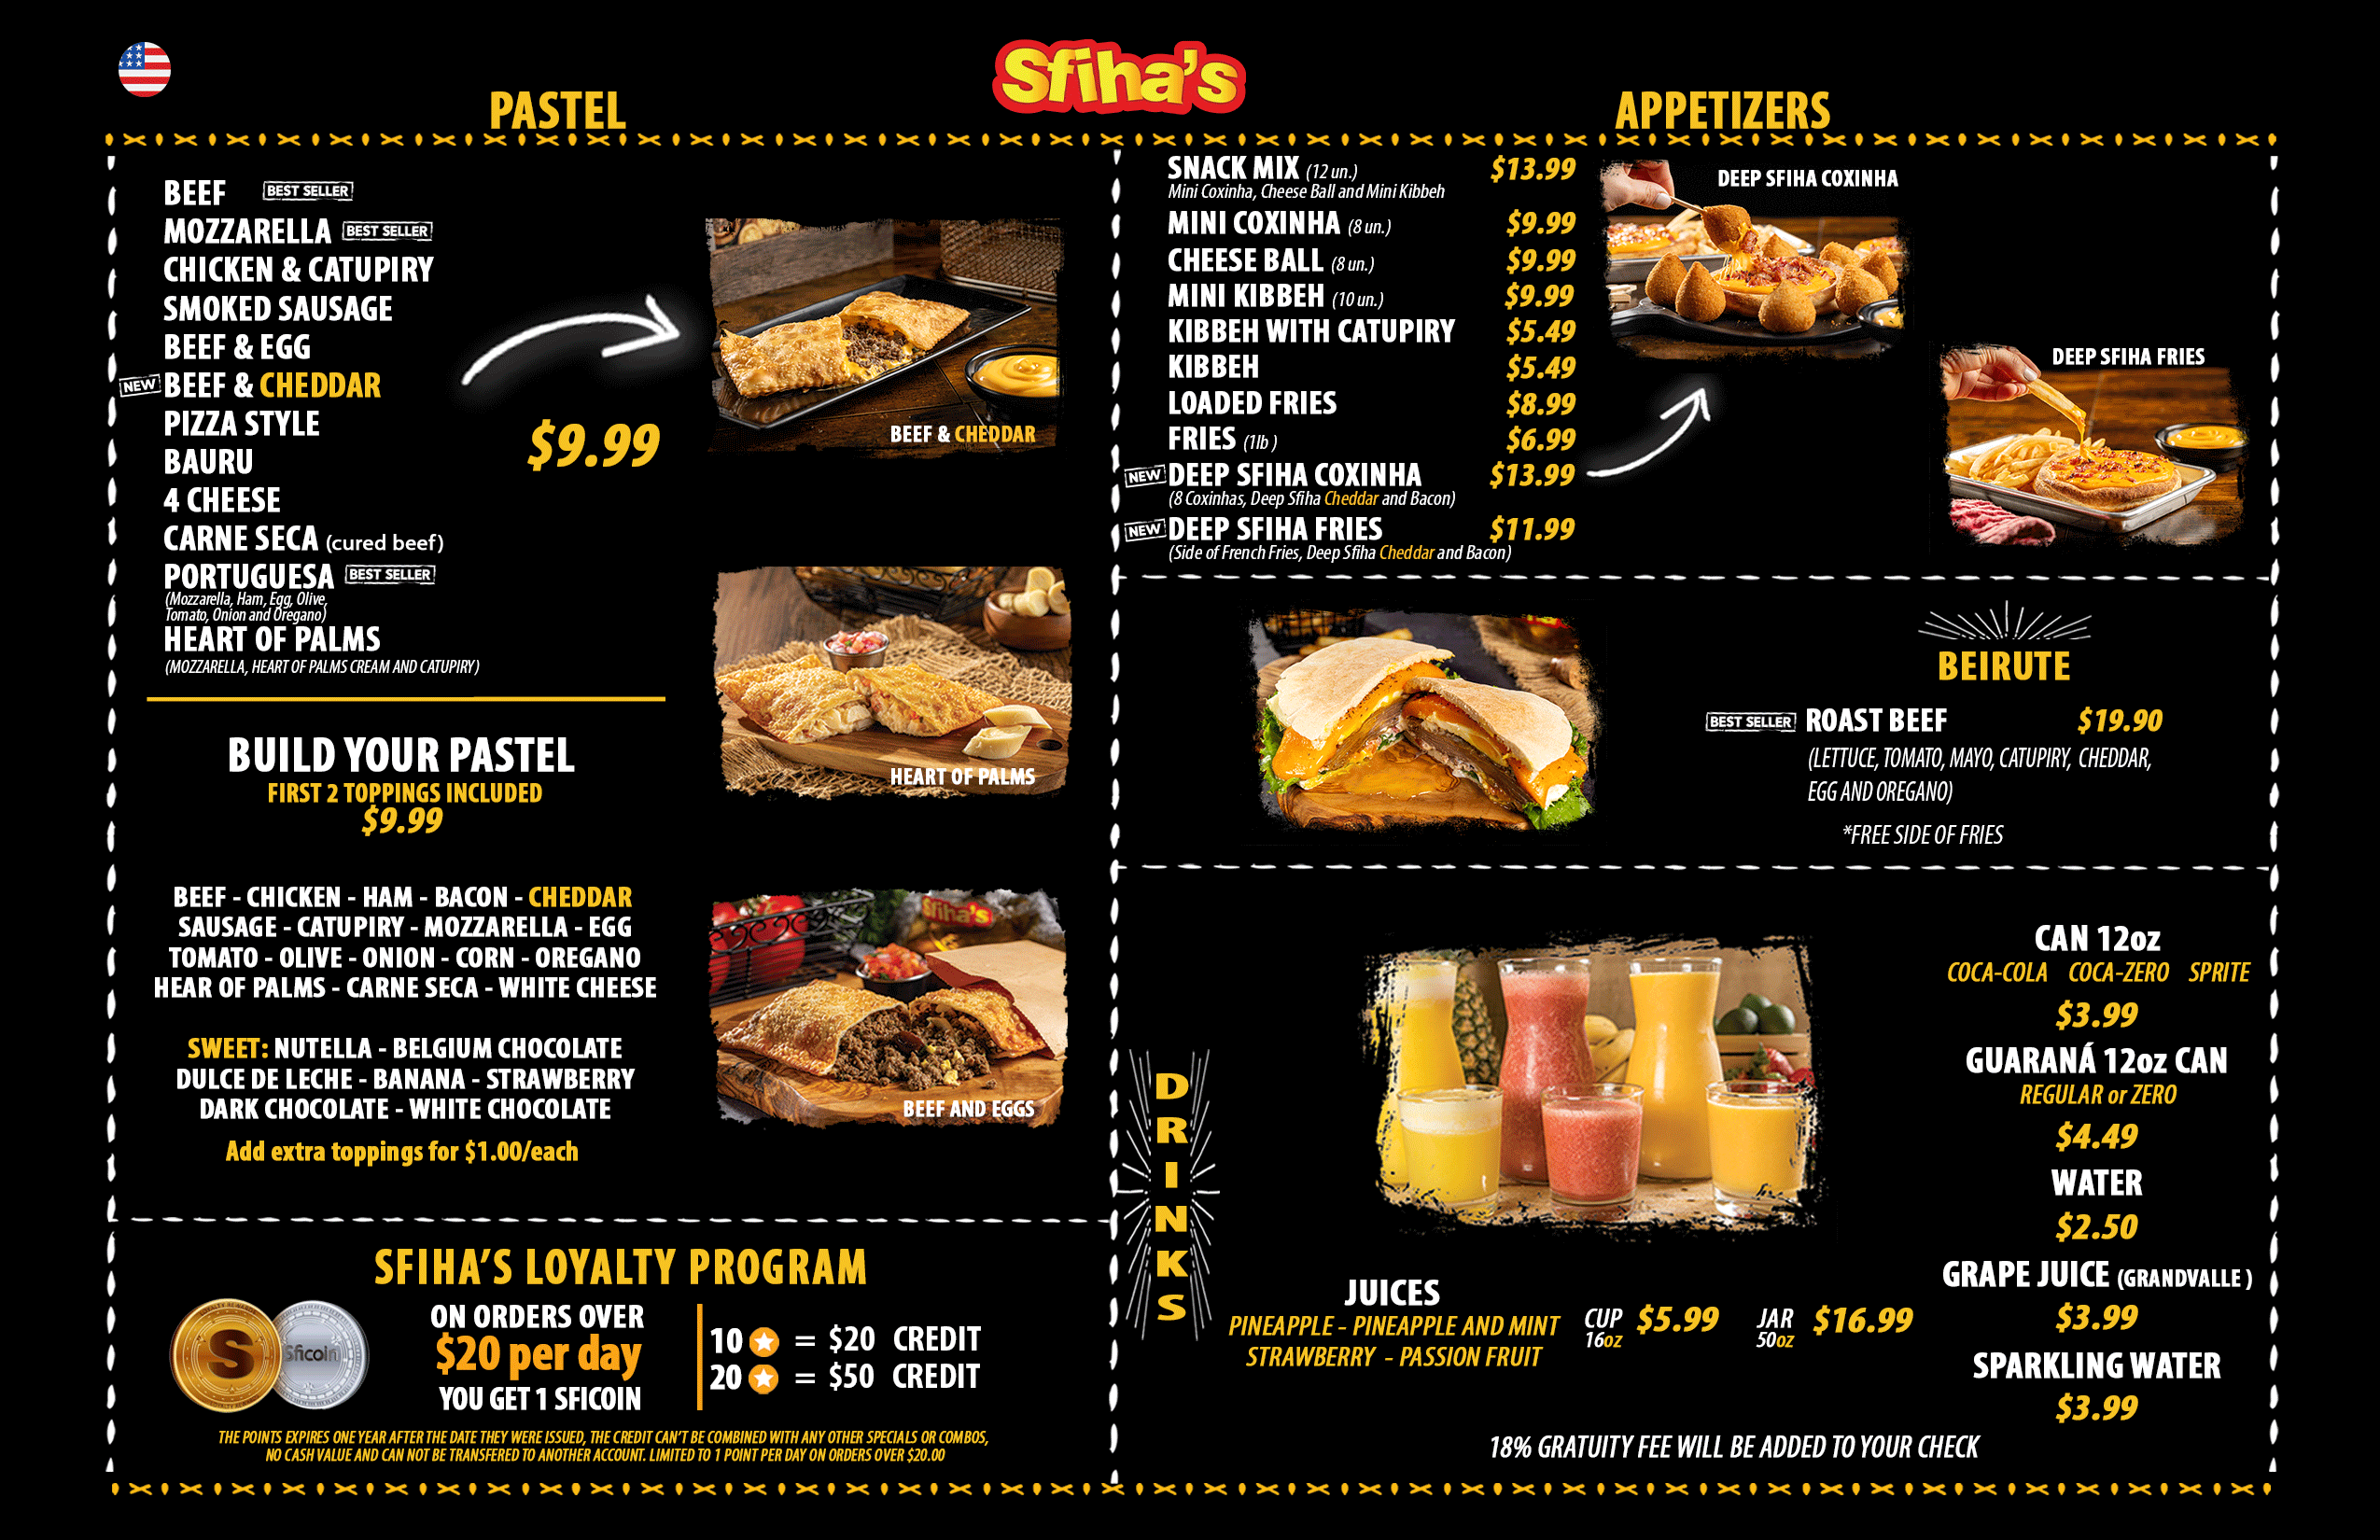 Sfiha's
PASTEL
BEEF BEST SELLER
MOZZARELLA BEST SELLER
CHICKEN & CATUPIRY
SMOKED SAUSAGE
BEEF & EGG
NEW BEEF & CHEDDAR
PIZZA STYLE
BAURU
4 CHEESE
CARNE SECA (cured beef)
PORTUGUESA BEST SELLER
(Mozzarella, Ham, Egg, Olive,
Tomato, Onion and Oregano)
HEART OF PALMS
(MOZZARELLA, HEART OF PALMS CREAM AND CATUPIRY)
$9.99
BEEF & CHEDDAR
HEART OF PALMS
Sfiha's
BEEF AND EGGS
BUILD YOUR PASTEL
FIRST 2 TOPPINGS INCLUDED
$9.99
BEEF - CHICKEN - HAM - BACON - CHEDDAR
SAUSAGE - CATUPIRY - MOZZARELLA - EGG
TOMATO - OLIVE - ONION - CORN - OREGANO
HEAR OF PALMS - CARNE SECA - WHITE CHEESE
SWEET: NUTELLA - BELGIUM CHOCOLATE
DULCE DE LECHE - BANANA - STRAWBERRY
DARK CHOCOLATE - WHITE CHOCOLATE
Add extra toppings for $1.00/each
SFIHA'S LOYALTY PROGRAM
S
Sficoin
ON ORDERS OVER
$20 per day
YOU GET 1 SFICOIN
10 = $20 CREDIT
20 = $50 CREDIT
THE POINTS EXPIRES ONE YEAR AFTER THE DATE THEY WERE ISSUED, THE CREDIT CAN'T BE COMBINED WITH ANY OTHER SPECIALS OR COMBOS,
NO CASH VALUE AND CAN NOT BE TRANSFERED TO ANOTHER ACCOUNT. LIMITED TO 1 POINT PER DAY ON ORDERS OVER $20.00
APPETIZERS
SNACK MIX (12 un.) $13.99
Mini Coxinha, Cheese Ball and Mini Kibbeh
MINI COXINHA (8 un.) $9.99
CHEESE BALL (8 un.) $9.99
MINI KIBBEH (10 un.) $9.99
KIBBEH WITH CATUPIRY $5.49
KIBBEH $5.49
LOADED FRIES $8.99
FRIES (1lb ) $6.99
NEW DEEP SFIHA COXINHA $13.99
(8 Coxinhas, Deep Sfiha Cheddar and Bacon)
NEW DEEP SFIHA FRIES $11.99
(Side of French Fries, Deep Sfiha Cheddar and Bacon)
DEEP SFIHA COXINHA
DEEP SFIHA FRIES
BEIRUTE
BEST SELLER ROAST BEEF $19.90
(LETTUCE, TOMATO, MAYO, CATUPIRY, CHEDDAR,
EGG AND OREGANO)
*FREE SIDE OF FRIES
DRINKS
JUICES
PINEAPPLE - PINEAPPLE AND MINT
STRAWBERRY - PASSION FRUIT
CUP 16oz $5.99
JAR 50oz $16.99
CAN 12oz
COCA-COLA COCA-ZERO SPRITE
$3.99
GUARANÁ 12oz CAN
REGULAR or ZERO
$4.49
WATER
$2.50
GRAPE JUICE (GRANDVALLE )
$3.99
SPARKLING WATER
$3.99
18% GRATUITY FEE WILL BE ADDED TO YOUR CHECK